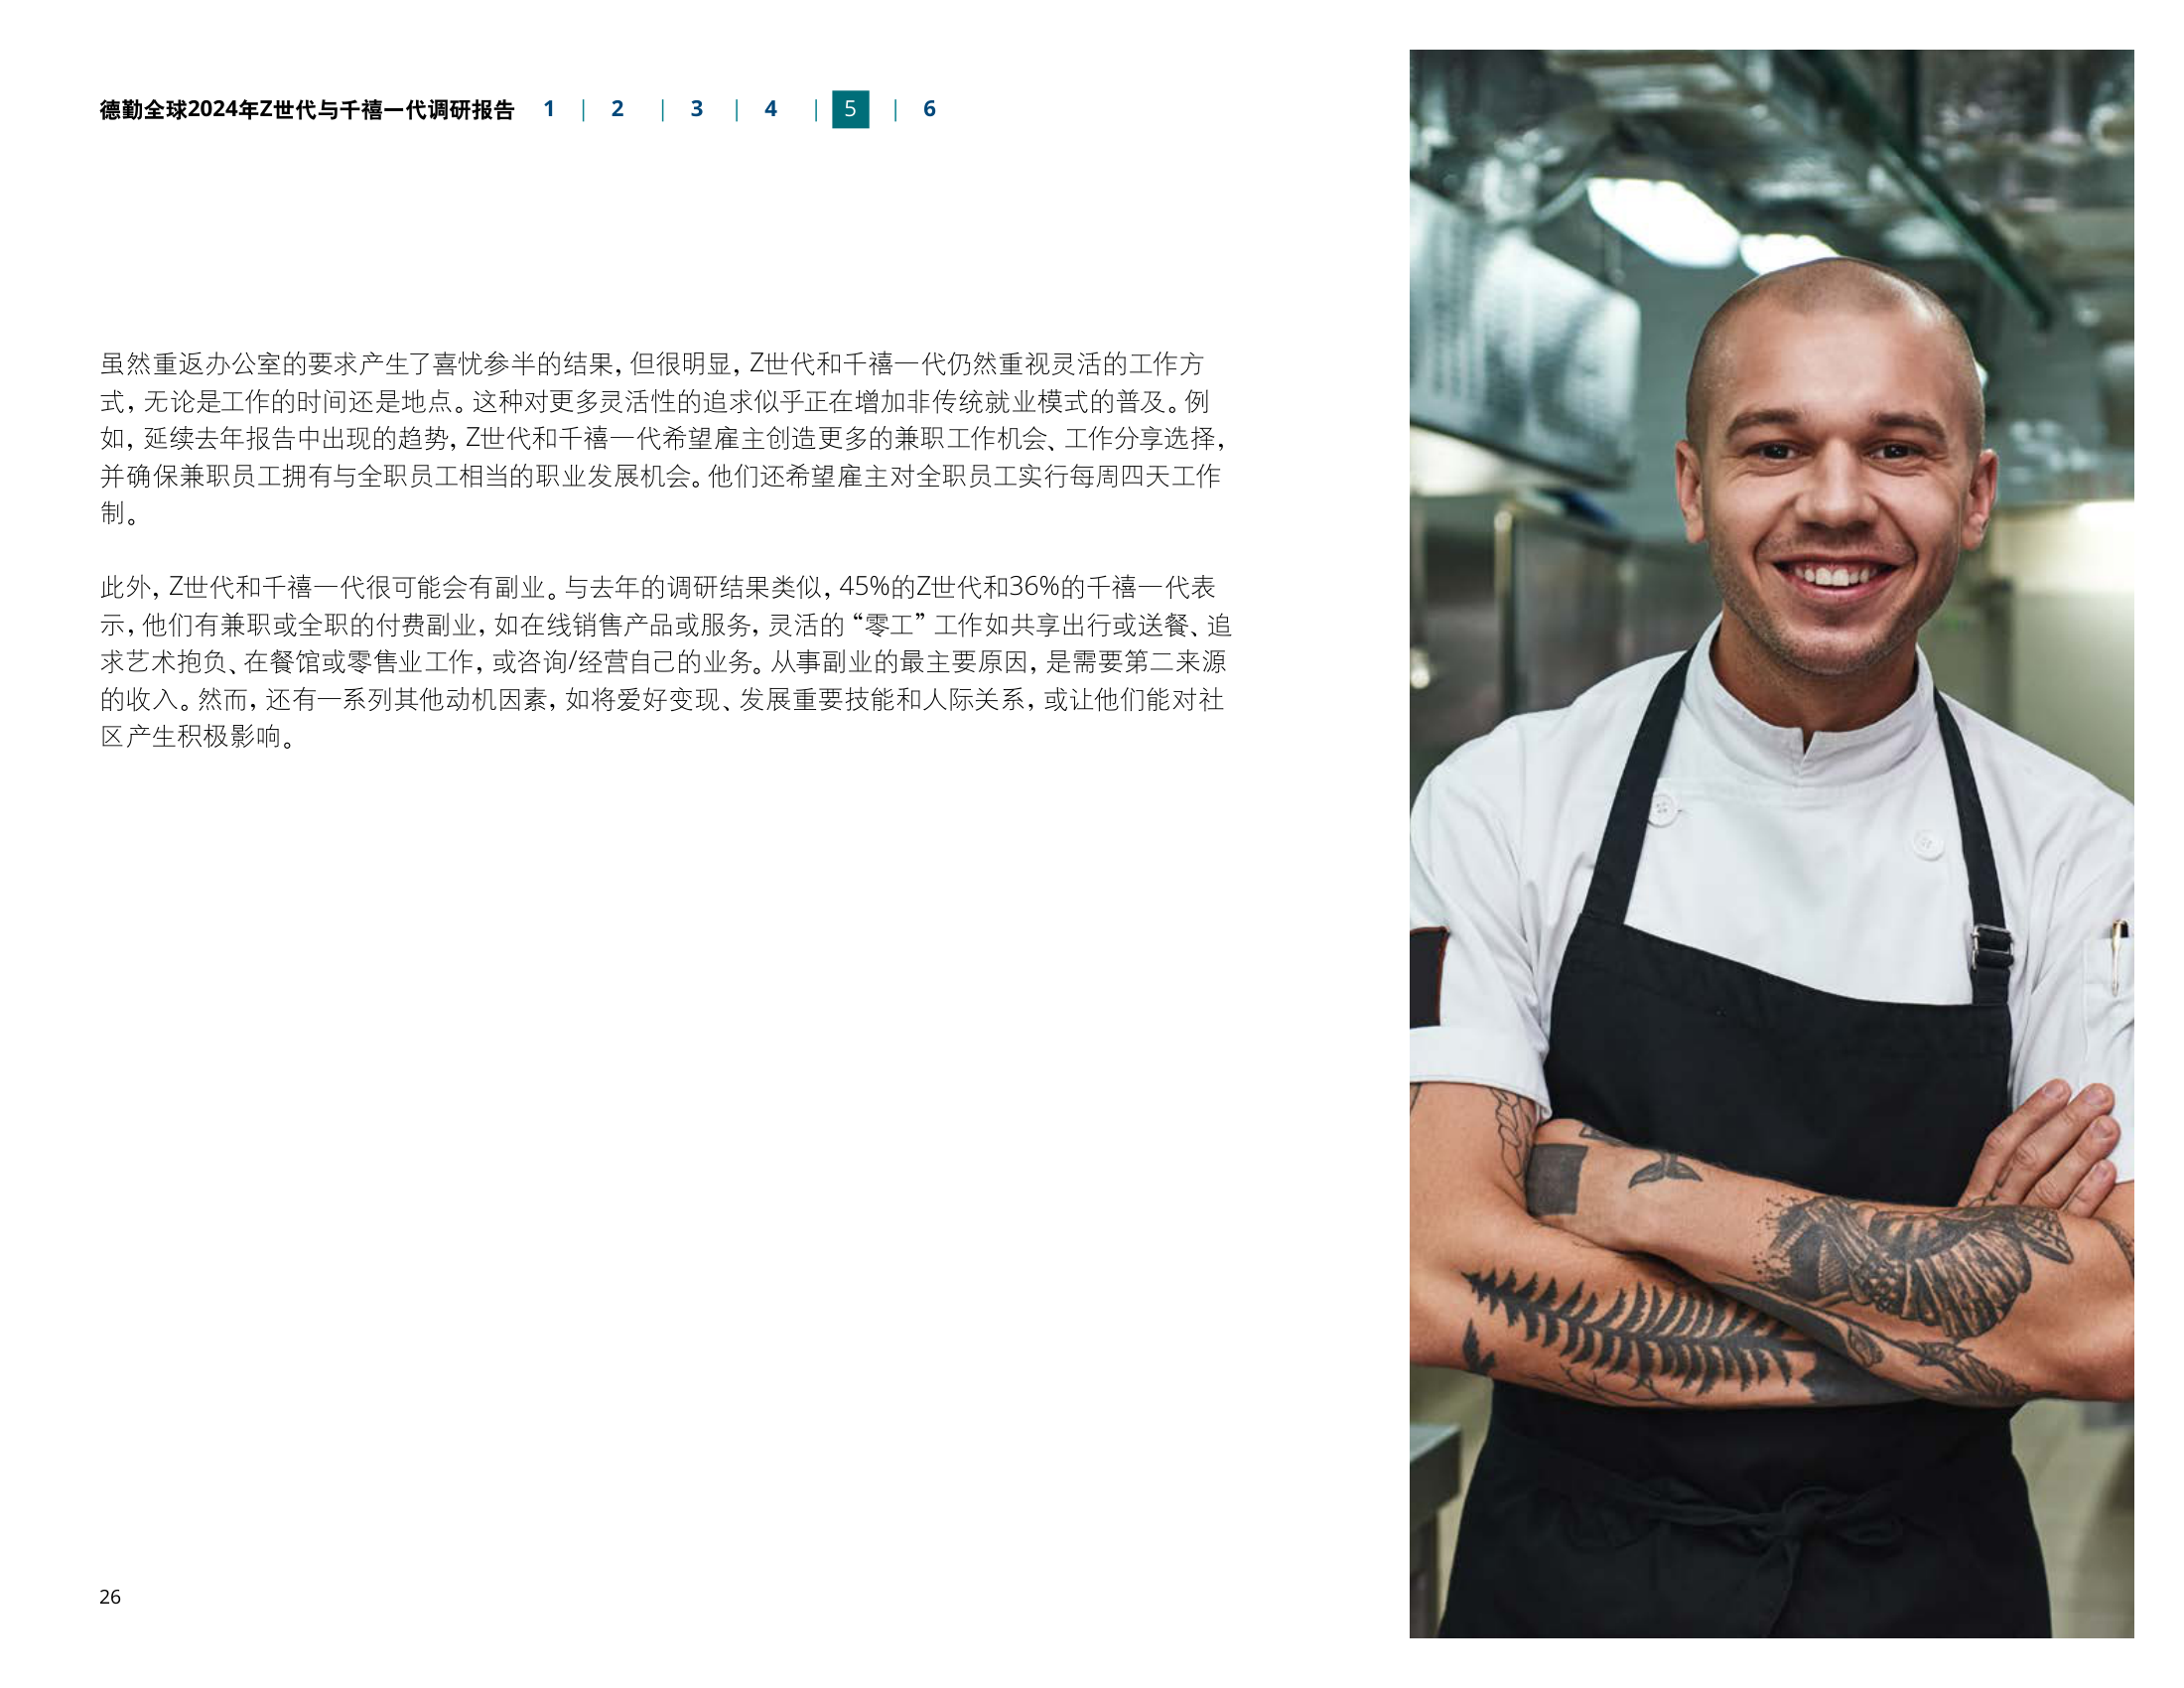 德勤全球2024年Z世代与千禧一代调研报告 1 | 2 | 3 | 4 | 5 | 6
虽然重返办公室的要求产生了喜忧参半的结果，但很明显，Z世代和千禧一代仍然重视灵活的工作方
式，无论是工作的时间还是地点。这种对更多灵活性的追求似乎正在增加非传统就业模式的普及。例
如，延续去年报告中出现的趋势，Z世代和千禧一代希望雇主创造更多的兼职工作机会、工作分享选择，
并确保兼职员工拥有与全职员工相当的职业发展机会。他们还希望雇主对全职员工实行每周四天工作
制。
此外，Z世代和千禧一代很可能会有副业。与去年的调研结果类似，45%的Z世代和36%的千禧一代表
示，他们有兼职或全职的付费副业，如在线销售产品或服务，灵活的“零工”工作如共享出行或送餐、追
求艺术抱负、在餐馆或零售业工作，或咨询/经营自己的业务。从事副业的最主要原因，是需要第二来源
的收入。然而，还有一系列其他动机因素，如将爱好变现、发展重要技能和人际关系，或让他们能对社
区产生积极影响。
26